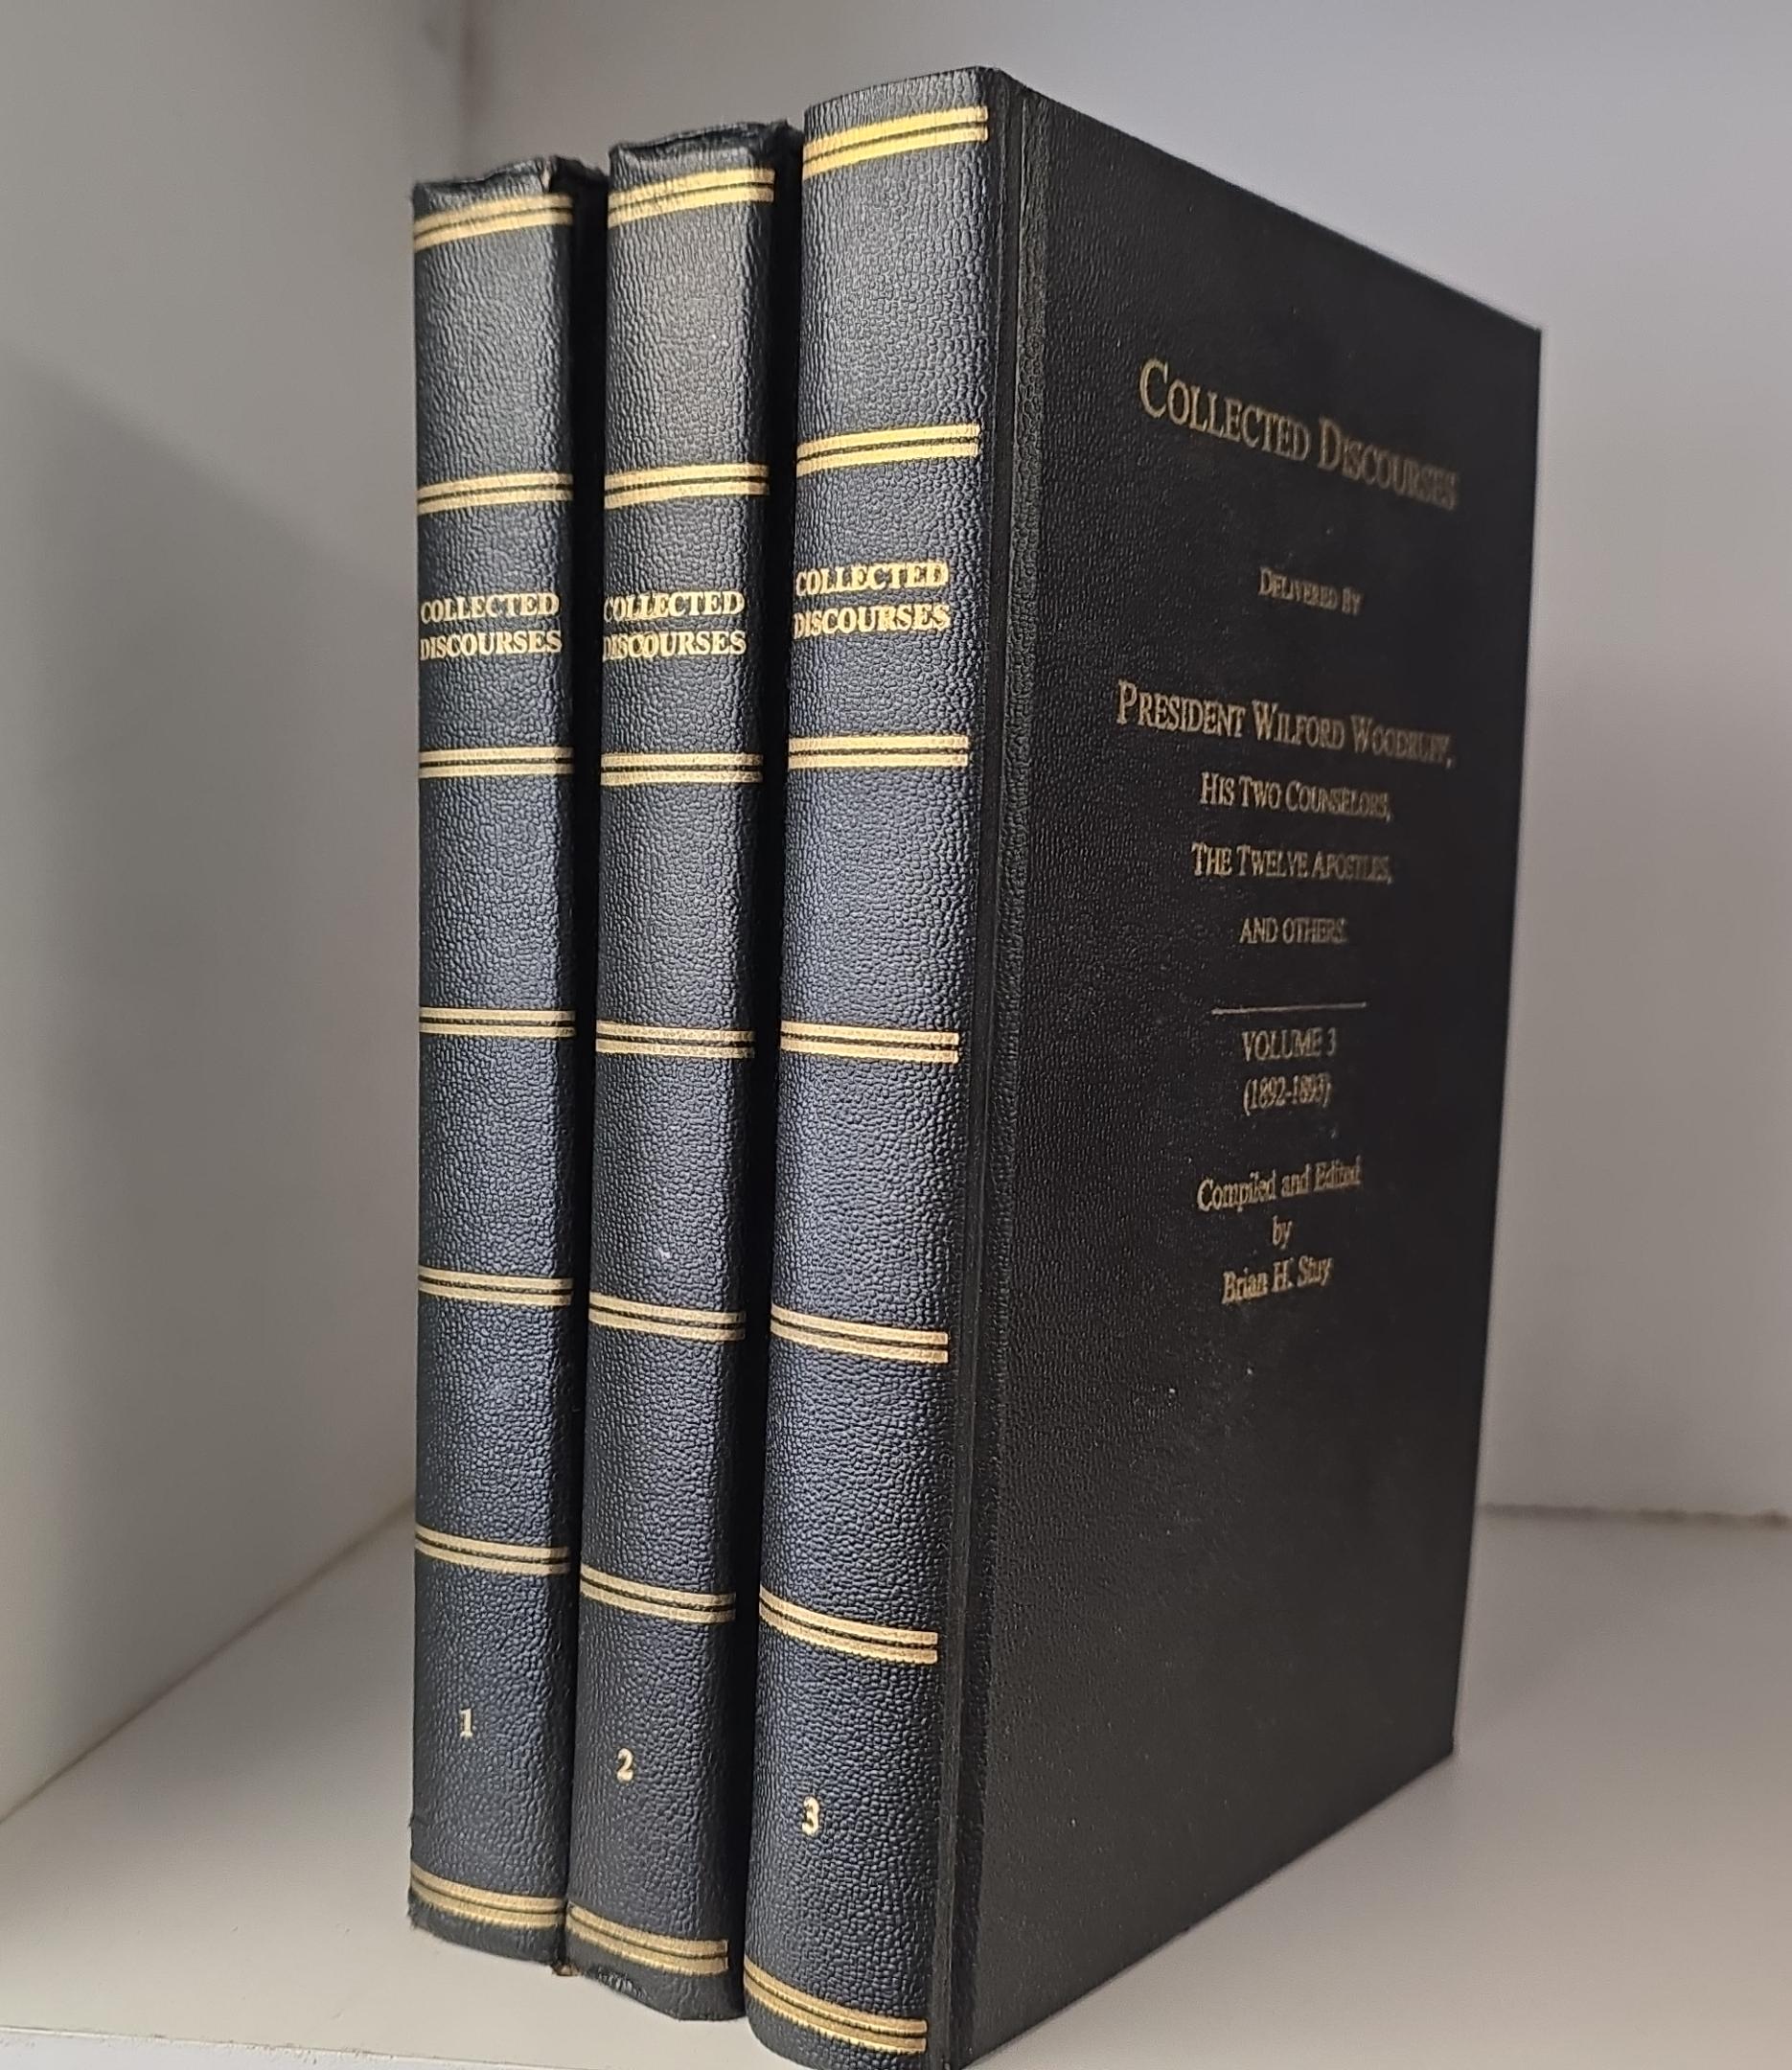 COLLECTED
DISCOURSES
1
COLLECTED
DISCOURSES
2
COLLECTED
DISCOURSES
3
COLLECTED DISCOURSES
DELIVERED BY
PRESIDENT WILFORD WOODRUFF,
HIS TWO COUNSELORS,
THE TWELVE APOSTLES,
AND OTHERS.
VOLUME 3
(1892-1893)
Compiled and Edited
by
Brian H. Stuy